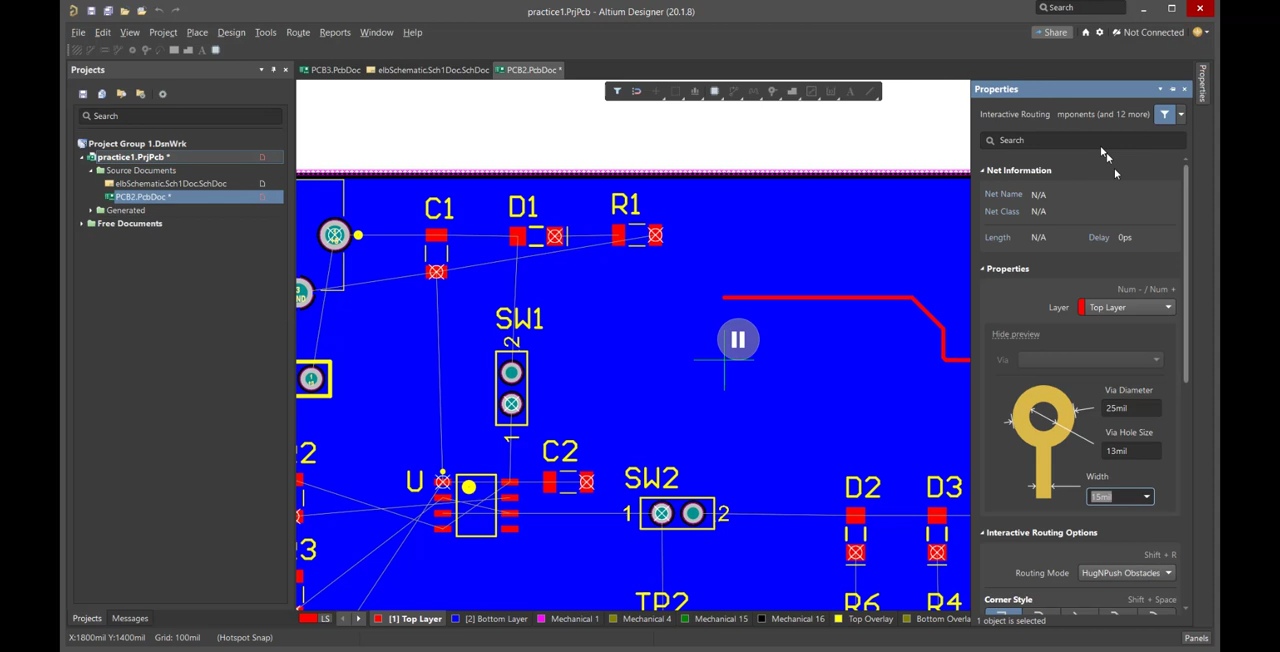 practice1.PrjPcb - Altium Designer (20.1.8)
Search
File Edit View Project Place Design Tools Route Reports Window Help
Share Not Connected
Projects
PCB3.PcbDoc elbSchematic.Sch1Doc.SchDoc PCB2.PcbDoc *
Search
Project Group 1.DsnWrk
practice1.PrjPcb *
Source Documents
elbSchematic.Sch1Doc.SchDoc
PCB2.PcbDoc *
Generated
Free Documents
Projects Messages
C1 D1 R1
3
GND
SW1
2
1
U C2
SW2
1 2
D2 D3
2
3
TP2 R6 R4
Properties
Properties
Interactive Routing mponents (and 12 more)
Search
Net Information
Net Name N/A
Net Class N/A
Length N/A Delay 0ps
Properties
Num - / Num +
Layer Top Layer
Hide preview
Via
Via Diameter
25mil
Via Hole Size
13mil
Width
15mil
Interactive Routing Options
Shift + R
Routing Mode HugNPush Obstacles
Corner Style Shift + Space
1 object is selected
LS [1] Top Layer [2] Bottom Layer Mechanical 1 Mechanical 4 Mechanical 15 Mechanical 16 Top Overlay Bottom Overla
X:1800mil Y:1400mil Grid: 100mil (Hotspot Snap)
Panels